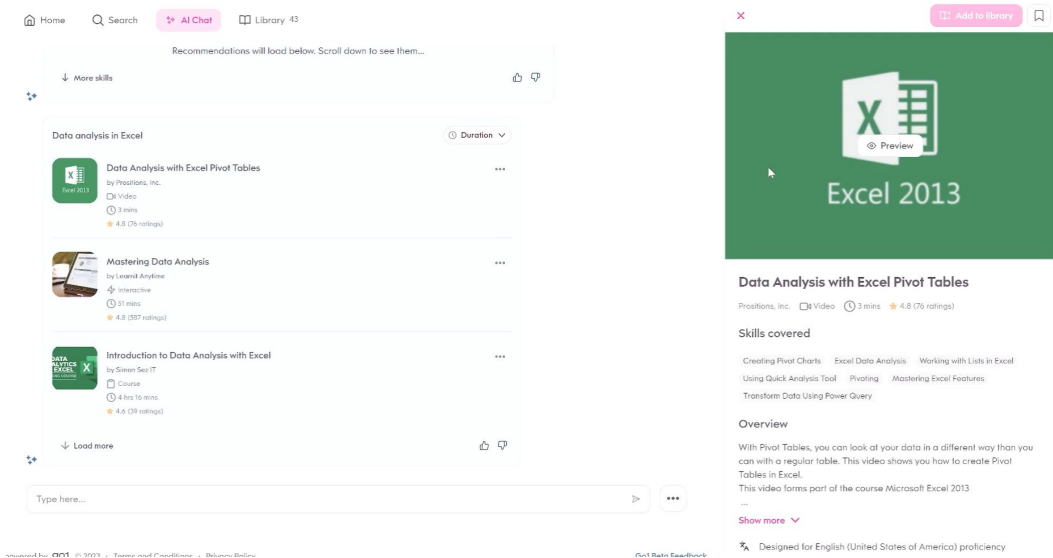 Home
Search
AI Chat
Library 43
Add to library
Recommendations will load below. Scroll down to see them...
More skills
Data analysis in Excel
Duration
Excel 2013
Data Analysis with Excel Pivot Tables
by Prositions, Inc.
Video
3 mins
4.8 (76 ratings)
Mastering Data Analysis
by Learnit Anytime
Interactive
51 mins
4.8 (387 ratings)
DATA
ALYTICS
EXCEL
Introduction to Data Analysis with Excel
by Simon Sez IT
Course
4 hrs 16 mins
4.6 (39 ratings)
Load more
Type here...
powered by go1 © 2023 • Terms and Conditions • Privacy Policy
Go1 Beta Feedback
X
Preview
Excel 2013
Data Analysis with Excel Pivot Tables
Prositions, Inc. Video 3 mins 4.8 (76 ratings)
Skills covered
Creating Pivot Charts Excel Data Analysis Working with Lists in Excel
Using Quick Analysis Tool Pivoting Mastering Excel Features
Transform Data Using Power Query
Overview
With Pivot Tables, you can look at your data in a different way than you
can with a regular table. This video shows you how to create Pivot
Tables in Excel.
This video forms part of the course Microsoft Excel 2013
...
Show more
Designed for English (United States of America) proficiency